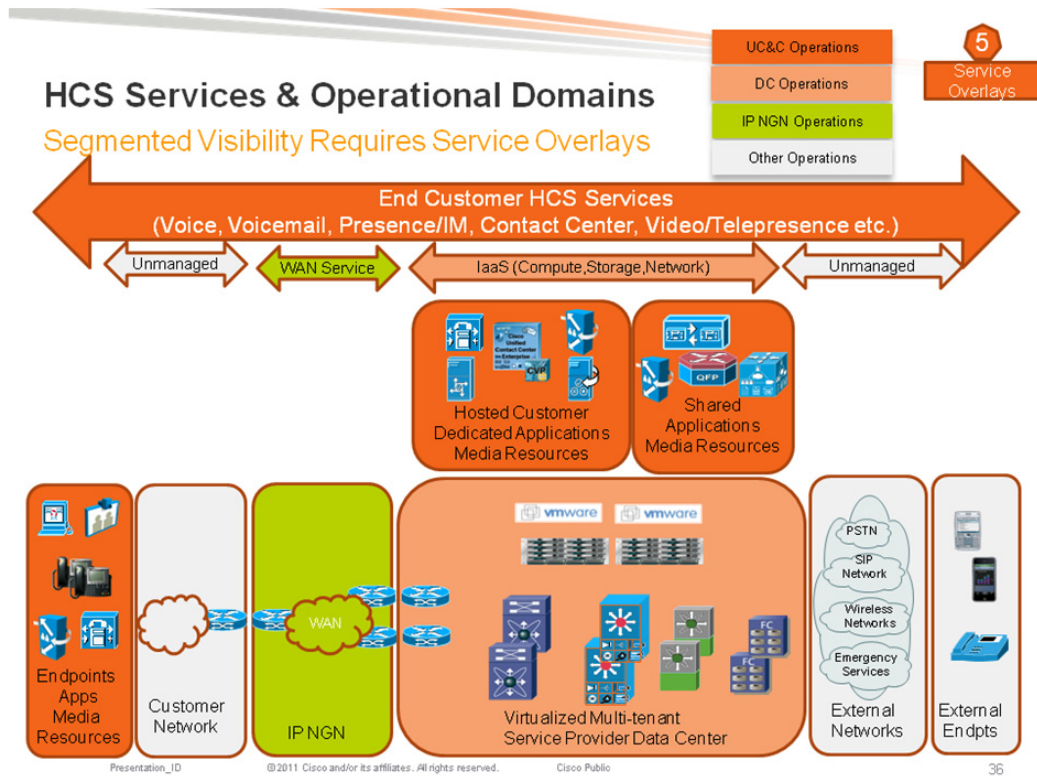 UC&C Operations
DC Operations
IP NGN Operations
Other Operations
5
Service
Overlays
HCS Services & Operational Domains
Segmented Visibility Requires Service Overlays
End Customer HCS Services
(Voice, Voicemail, Presence/IM, Contact Center, Video/Telepresence etc.)
Unmanaged
WAN Service
IaaS (Compute,Storage,Network)
Unmanaged
Cisco
Unified
Contact Center
CVP
Hosted Customer
Dedicated Applications
Media Resources
QFP
Shared
Applications
Media Resources
Endpoints
Apps
Media
Resources
Customer
Network
WAN
IP NGN
vmware
vmware
FC
FC
Virtualized Multi-tenant
Service Provider Data Center
PSTN
SIP
Network
Wireless
Networks
Emergency
Services
External
Networks
External
Endpts
Presentation_ID
© 2011 Cisco and/or its affiliates. All rights reserved.
Cisco Public
36